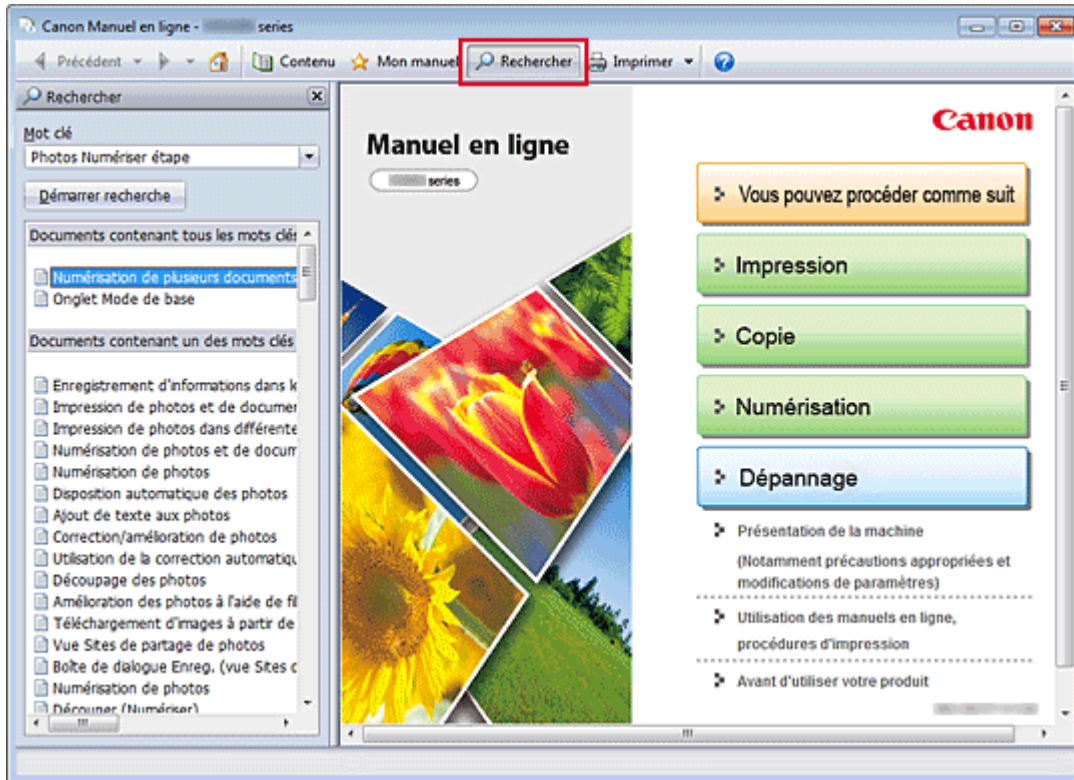 Canon Manuel en ligne - series
Précédent
Contenu
Mon manuel
Rechercher
Imprimer
Rechercher
Mot clé
Photos Numériser étape
Démarrer recherche
Documents contenant tous les mots clés
Numérisation de plusieurs documents
Onglet Mode de base
Documents contenant un des mots clés
Enregistrement d'informations dans
Impression de photos et de
Impression de photos dans
Numérisation de photos et de
Numérisation de photos
Disposition automatique des photos
Ajout de texte aux photos
Correction/amélioration de photos
Utilisation de la correction
Découpage des photos
Amélioration des photos à l'aide de
Téléchargement d'images à partir de
Vue Sites de partage de photos
Boîte de dialogue Enreg. (vue Sites
Numérisation de photos
Découper (Numériser)
Manuel en ligne
series
Canon
Vous pouvez procéder comme suit
Impression
Copie
Numérisation
Dépannage
Présentation de la machine
(Notamment précautions appropriées et
modifications de paramètres)
Utilisation des manuels en ligne,
procédures d'impression
Avant d'utiliser votre produit